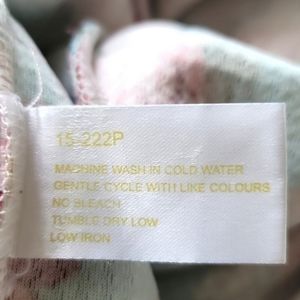 15-222P
MACHINE WASH IN COLD WATER
GENTLE CYCLE WITH LIKE COLOURS
NO BLEACH
TUMBLE DRY LOW
LOW IRON